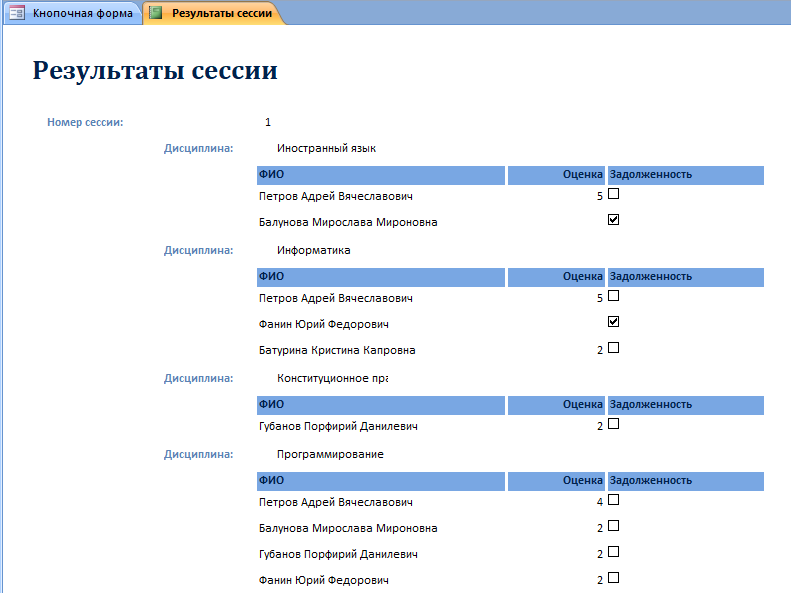 Кнопочная форма Результаты сессии
Результаты сессии
Номер сессии: 1
Дисциплина: Иностранный язык
ФИО Оценка Задолженность
Петров Адрей Вячеславович 5
Балунова Мирослава Мироновна
Дисциплина: Информатика
ФИО Оценка Задолженность
Петров Адрей Вячеславович 5
Фанин Юрий Федорович
Батурина Кристина Капровна 2
Дисциплина: Конституционное пра
ФИО Оценка Задолженность
Губанов Порфирий Данилевич 2
Дисциплина: Программирование
ФИО Оценка Задолженность
Петров Адрей Вячеславович 4
Балунова Мирослава Мироновна 2
Губанов Порфирий Данилевич 2
Фанин Юрий Федорович 2